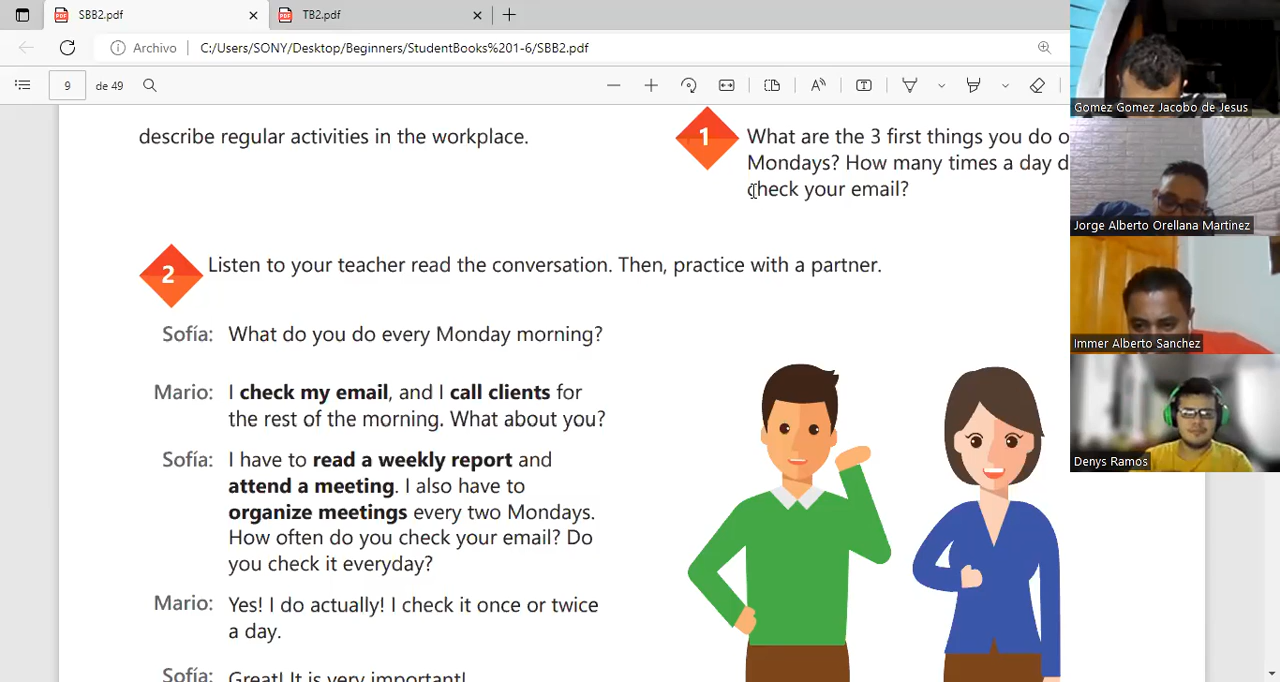 SBB2.pdf
TB2.pdf
Archivo
C:/Users/SONY/Desktop/Beginners/StudentBooks%201-6/SBB2.pdf
9
de 49
describe regular activities in the workplace.
1
What are the 3 first things you do o
Mondays? How many times a day d
check your email?
2
Listen to your teacher read the conversation. Then, practice with a partner.
Sofía: What do you do every Monday morning?
Mario: I check my email, and I call clients for
the rest of the morning. What about you?
Sofía: I have to read a weekly report and
attend a meeting. I also have to
organize meetings every two Mondays.
How often do you check your email? Do
you check it everyday?
Mario: Yes! I do actually! I check it once or twice
a day.
Sofía: Great! It is very important!
Gomez Gomez Jacobo de Jesus
Jorge Alberto Orellana Martinez
Immer Alberto Sanchez
Denys Ramos